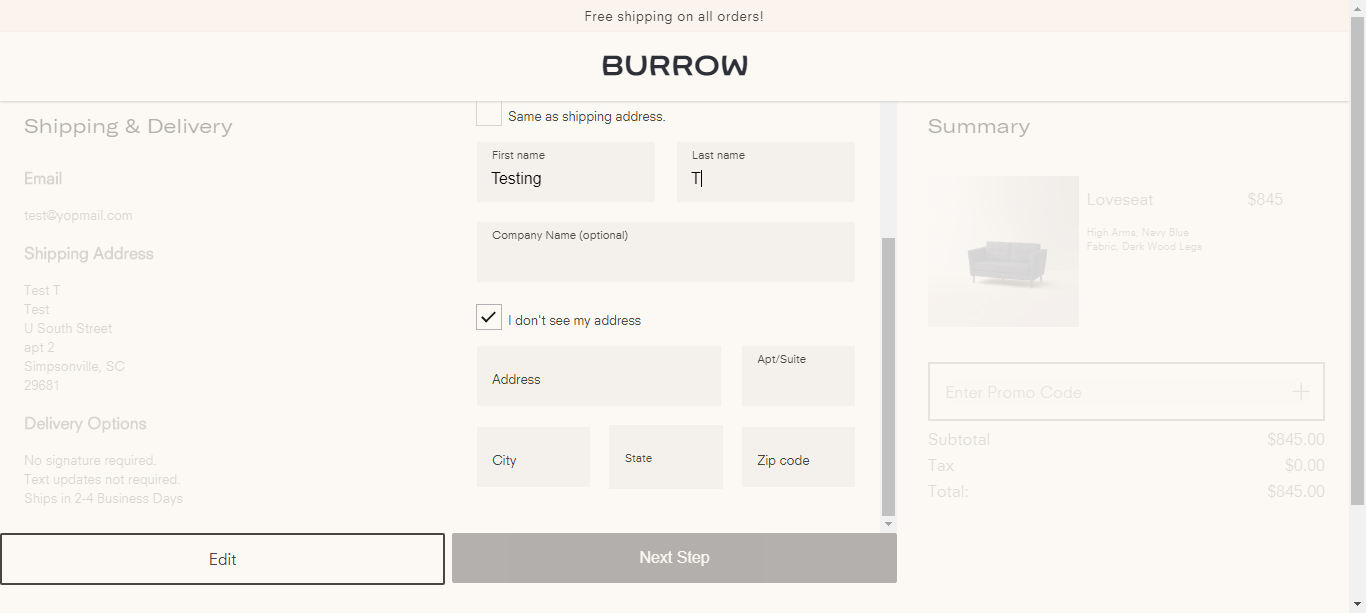 Free shipping on all orders!
BURROW
Shipping & Delivery
Email
test@yopmail.com
Shipping Address
Test T
Test
U South Street
apt 2
Simpsonville, SC
29681
Delivery Options
No signature required.
Text updates not required.
Ships in 2-4 Business Days
Edit
Same as shipping address.
First name
Testing
Last name
T
Company Name (optional)
I don't see my address
Address
Apt/Suite
City
State
Zip code
Next Step
Summary
Loveseat $845
High Arms, Navy Blue
Fabric, Dark Wood Legs
Enter Promo Code
Subtotal $845.00
Tax $0.00
Total: $845.00